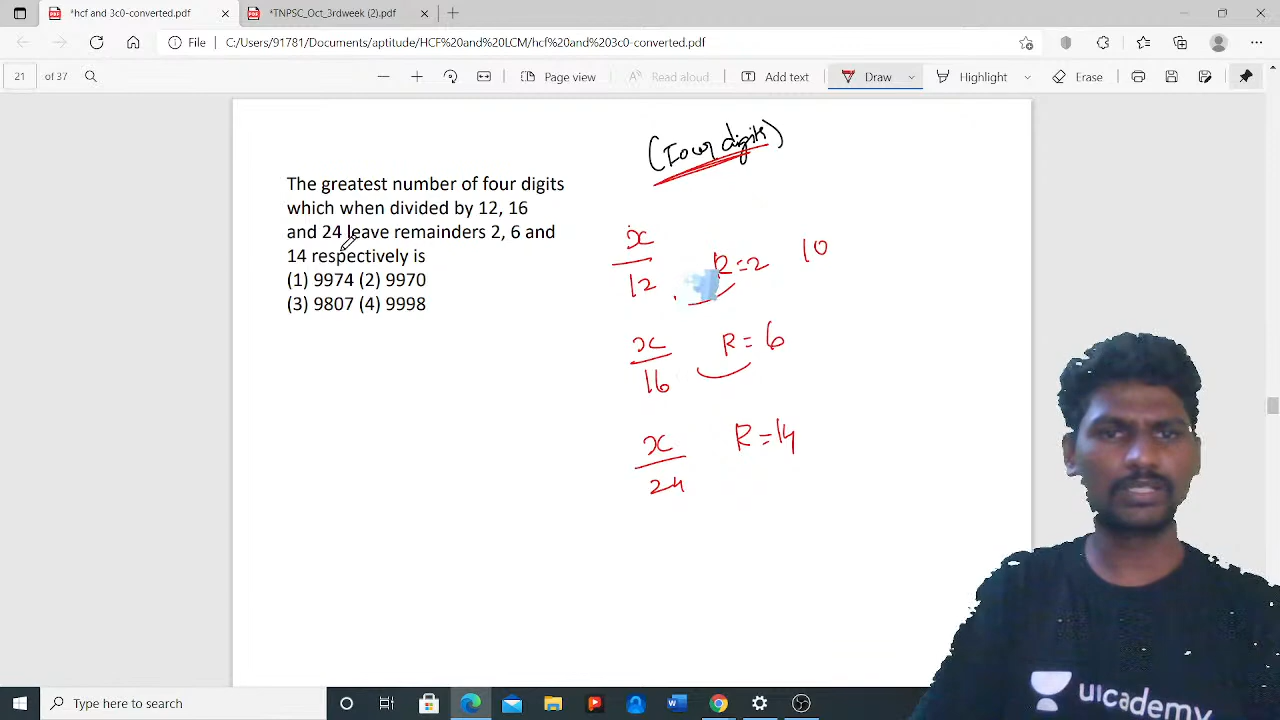 *hcf and 3c0-converted.pdf
*TNPSC_Oct_3rdweek (2).pdf
File C:/Users/91781/Documents/aptitude/HCF%20and%20LCM/hcf%20and%203c0-converted.pdf
21 of 37 Page view Read aloud Add text Draw Highlight Erase
(Four digits)
The greatest number of four digits
which when divided by 12, 16
and 24 leave remainders 2, 6 and
14 respectively is
(1) 9974 (2) 9970
(3) 9807 (4) 9998
x/12 R=2 10
x/16 R=6
x/24 R=14
Type here to search